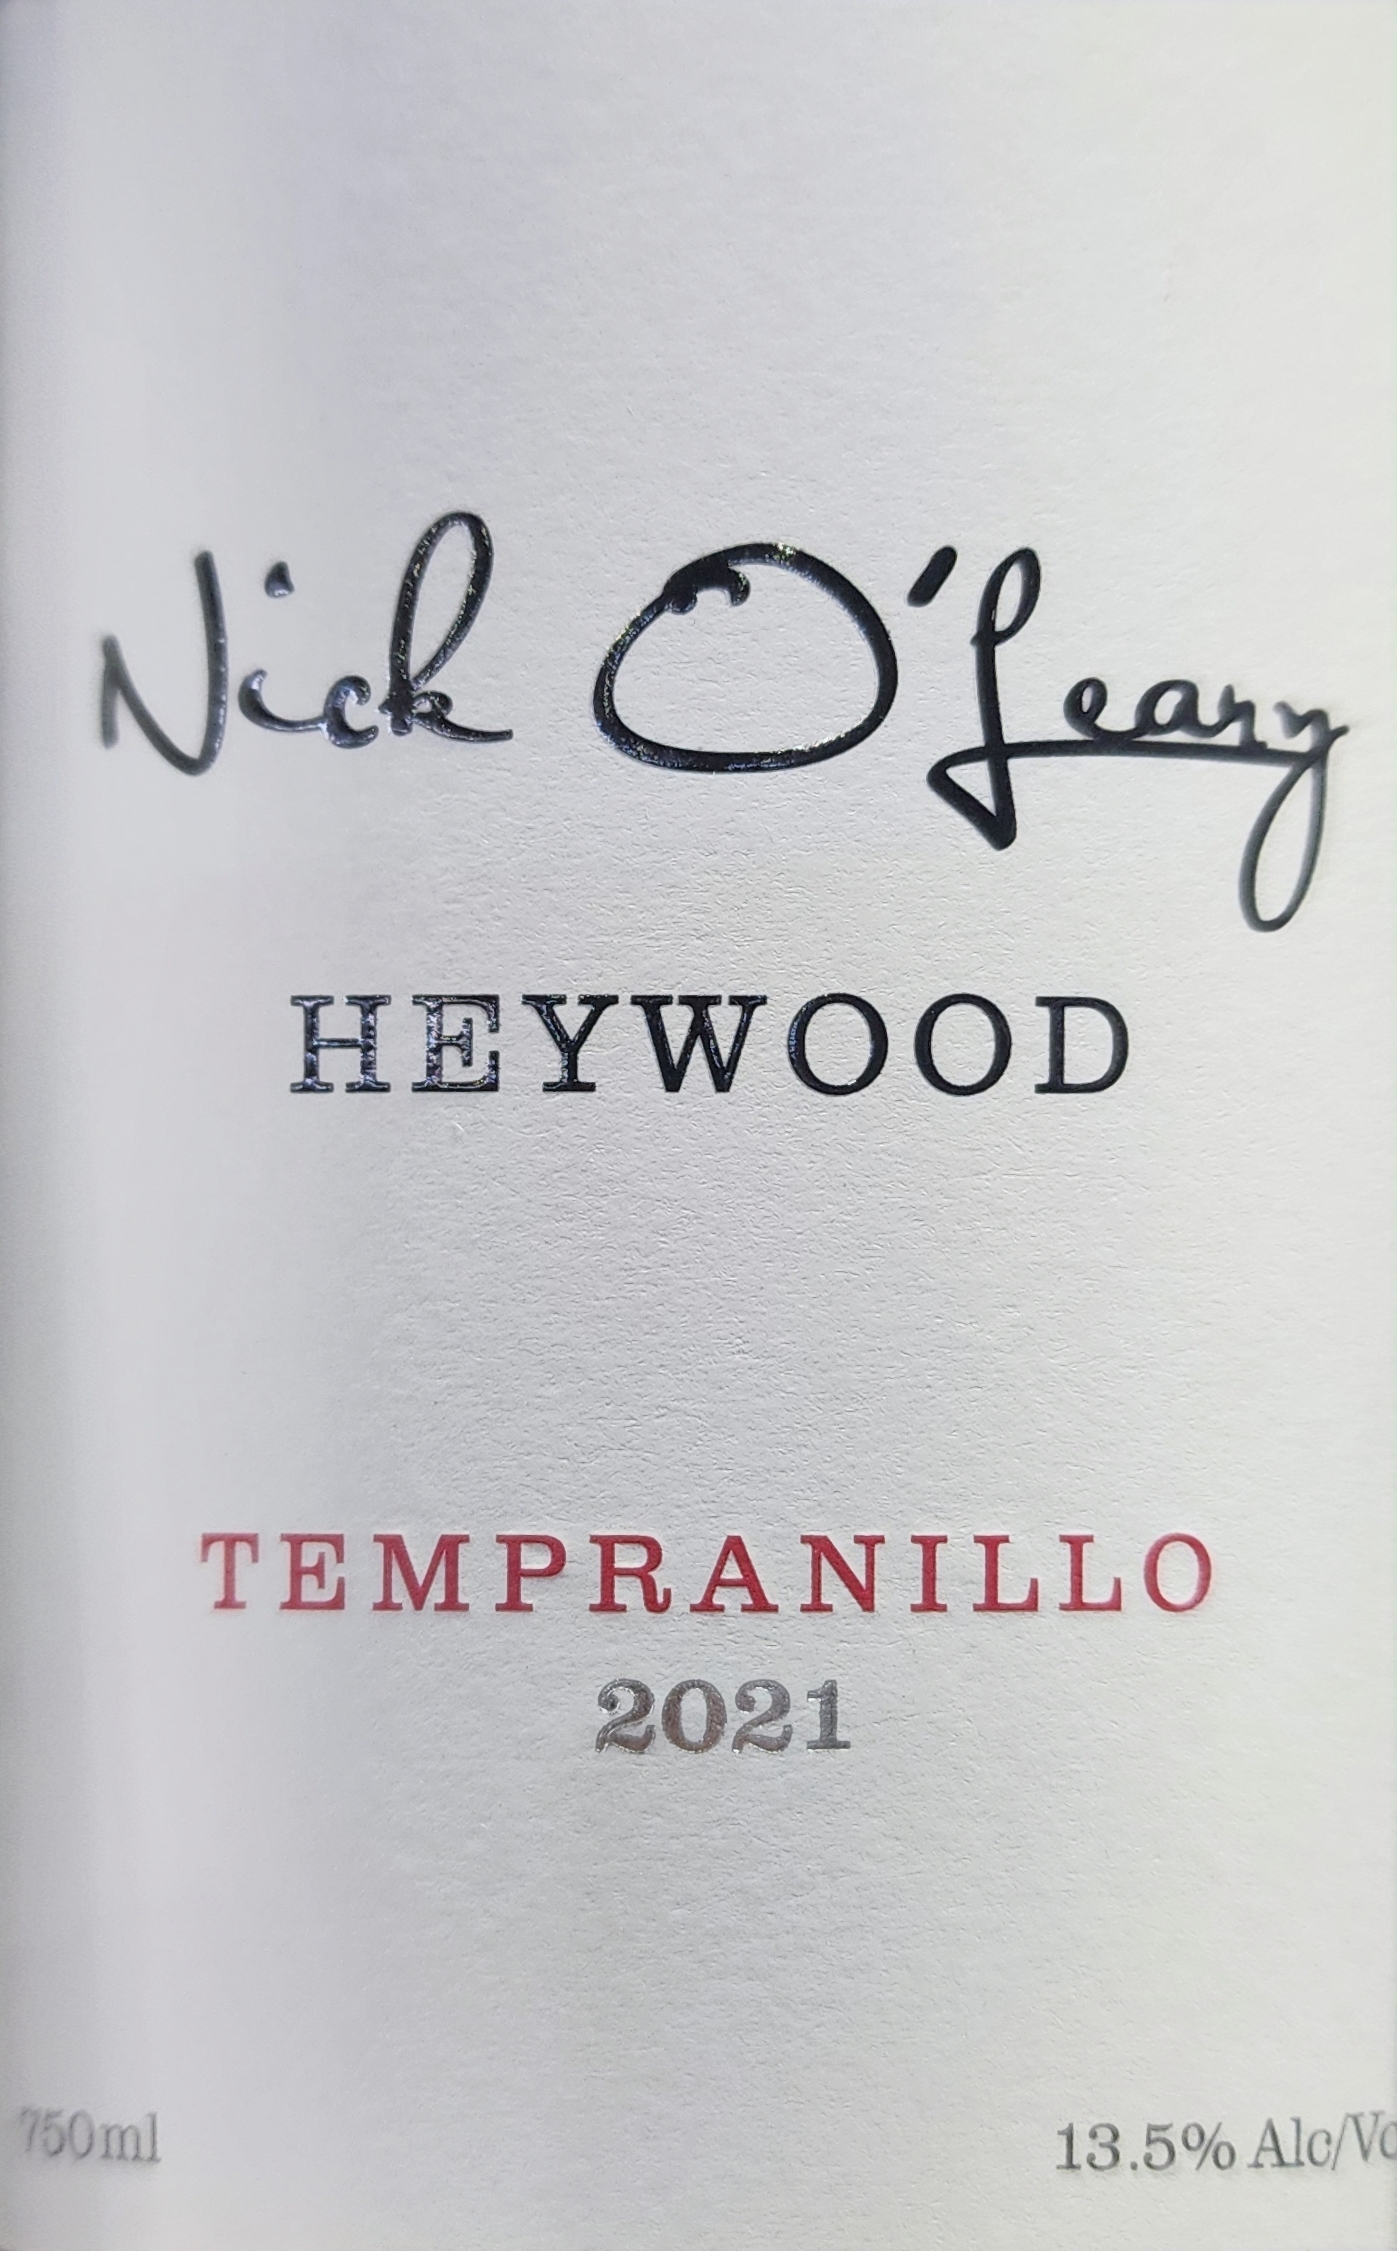 Nick O'Leary
HEYWOOD
TEMPRANILLO
2021
750ml
13.5% Alc/Vo